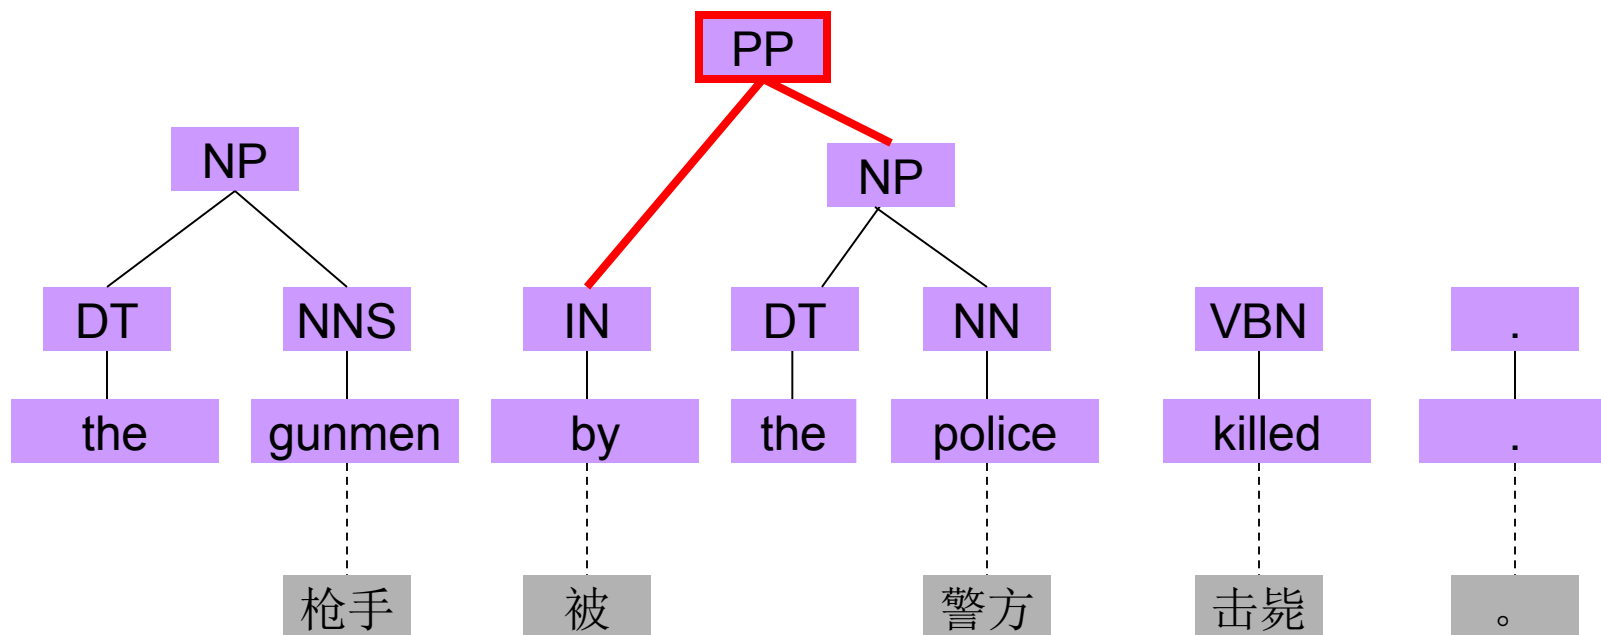 PP
NP
NP
DT NNS IN DT NN VBN .
the gunmen by the police killed .
枪手 被 警方 击毙 。